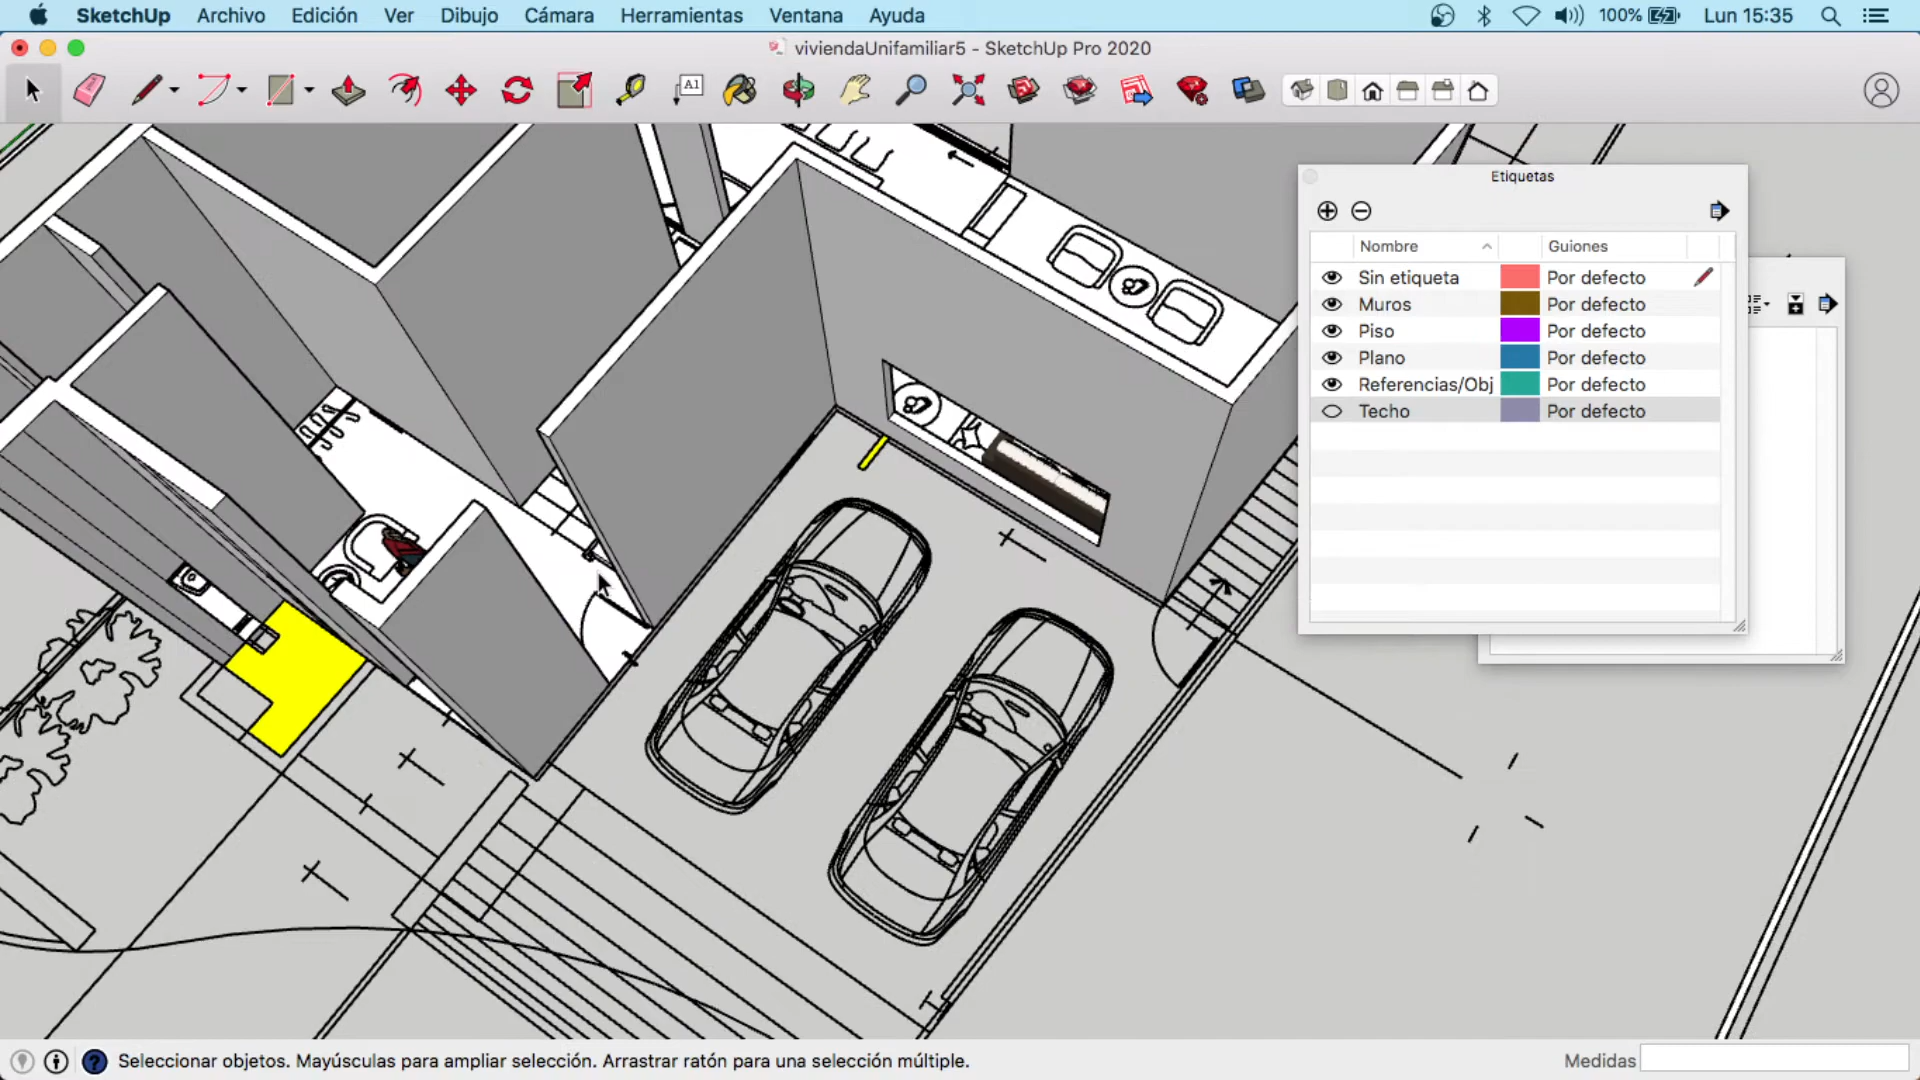 SketchUp Archivo Edición Ver Dibujo Cámara Herramientas Ventana Ayuda 100% Lun 15:35
viviendaUnifamiliar5 - SketchUp Pro 2020
A1
Etiquetas
Nombre Guiones
Sin etiqueta Por defecto
Muros Por defecto
Piso Por defecto
Plano Por defecto
Referencias/Obj Por defecto
Techo Por defecto
Seleccionar objetos. Mayúsculas para ampliar selección. Arrastrar ratón para una selección múltiple. Medidas